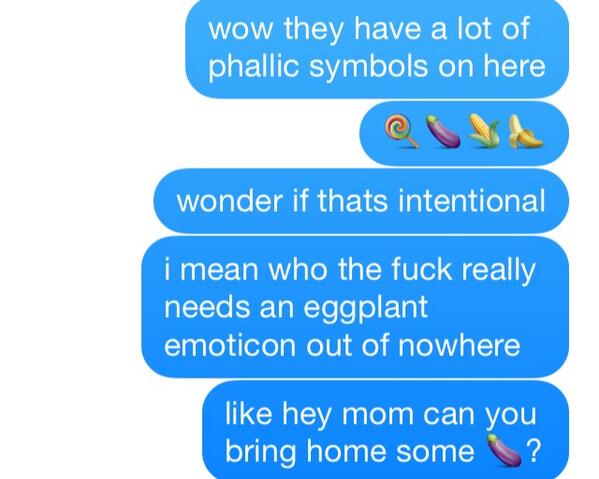 wow they have a lot of
phallic symbols on here
🍭🍆🌽🍌
wonder if thats intentional
i mean who the fuck really
needs an eggplant
emoticon out of nowhere
like hey mom can you
bring home some 🍆?